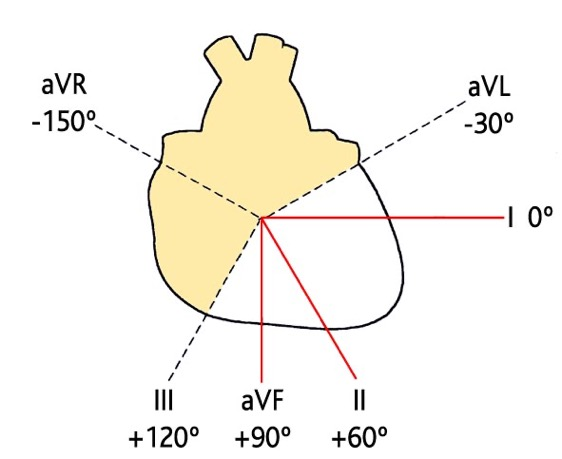 aVR
-150º
aVL
-30º
I 0º
III
+120º
aVF
+90º
II
+60º